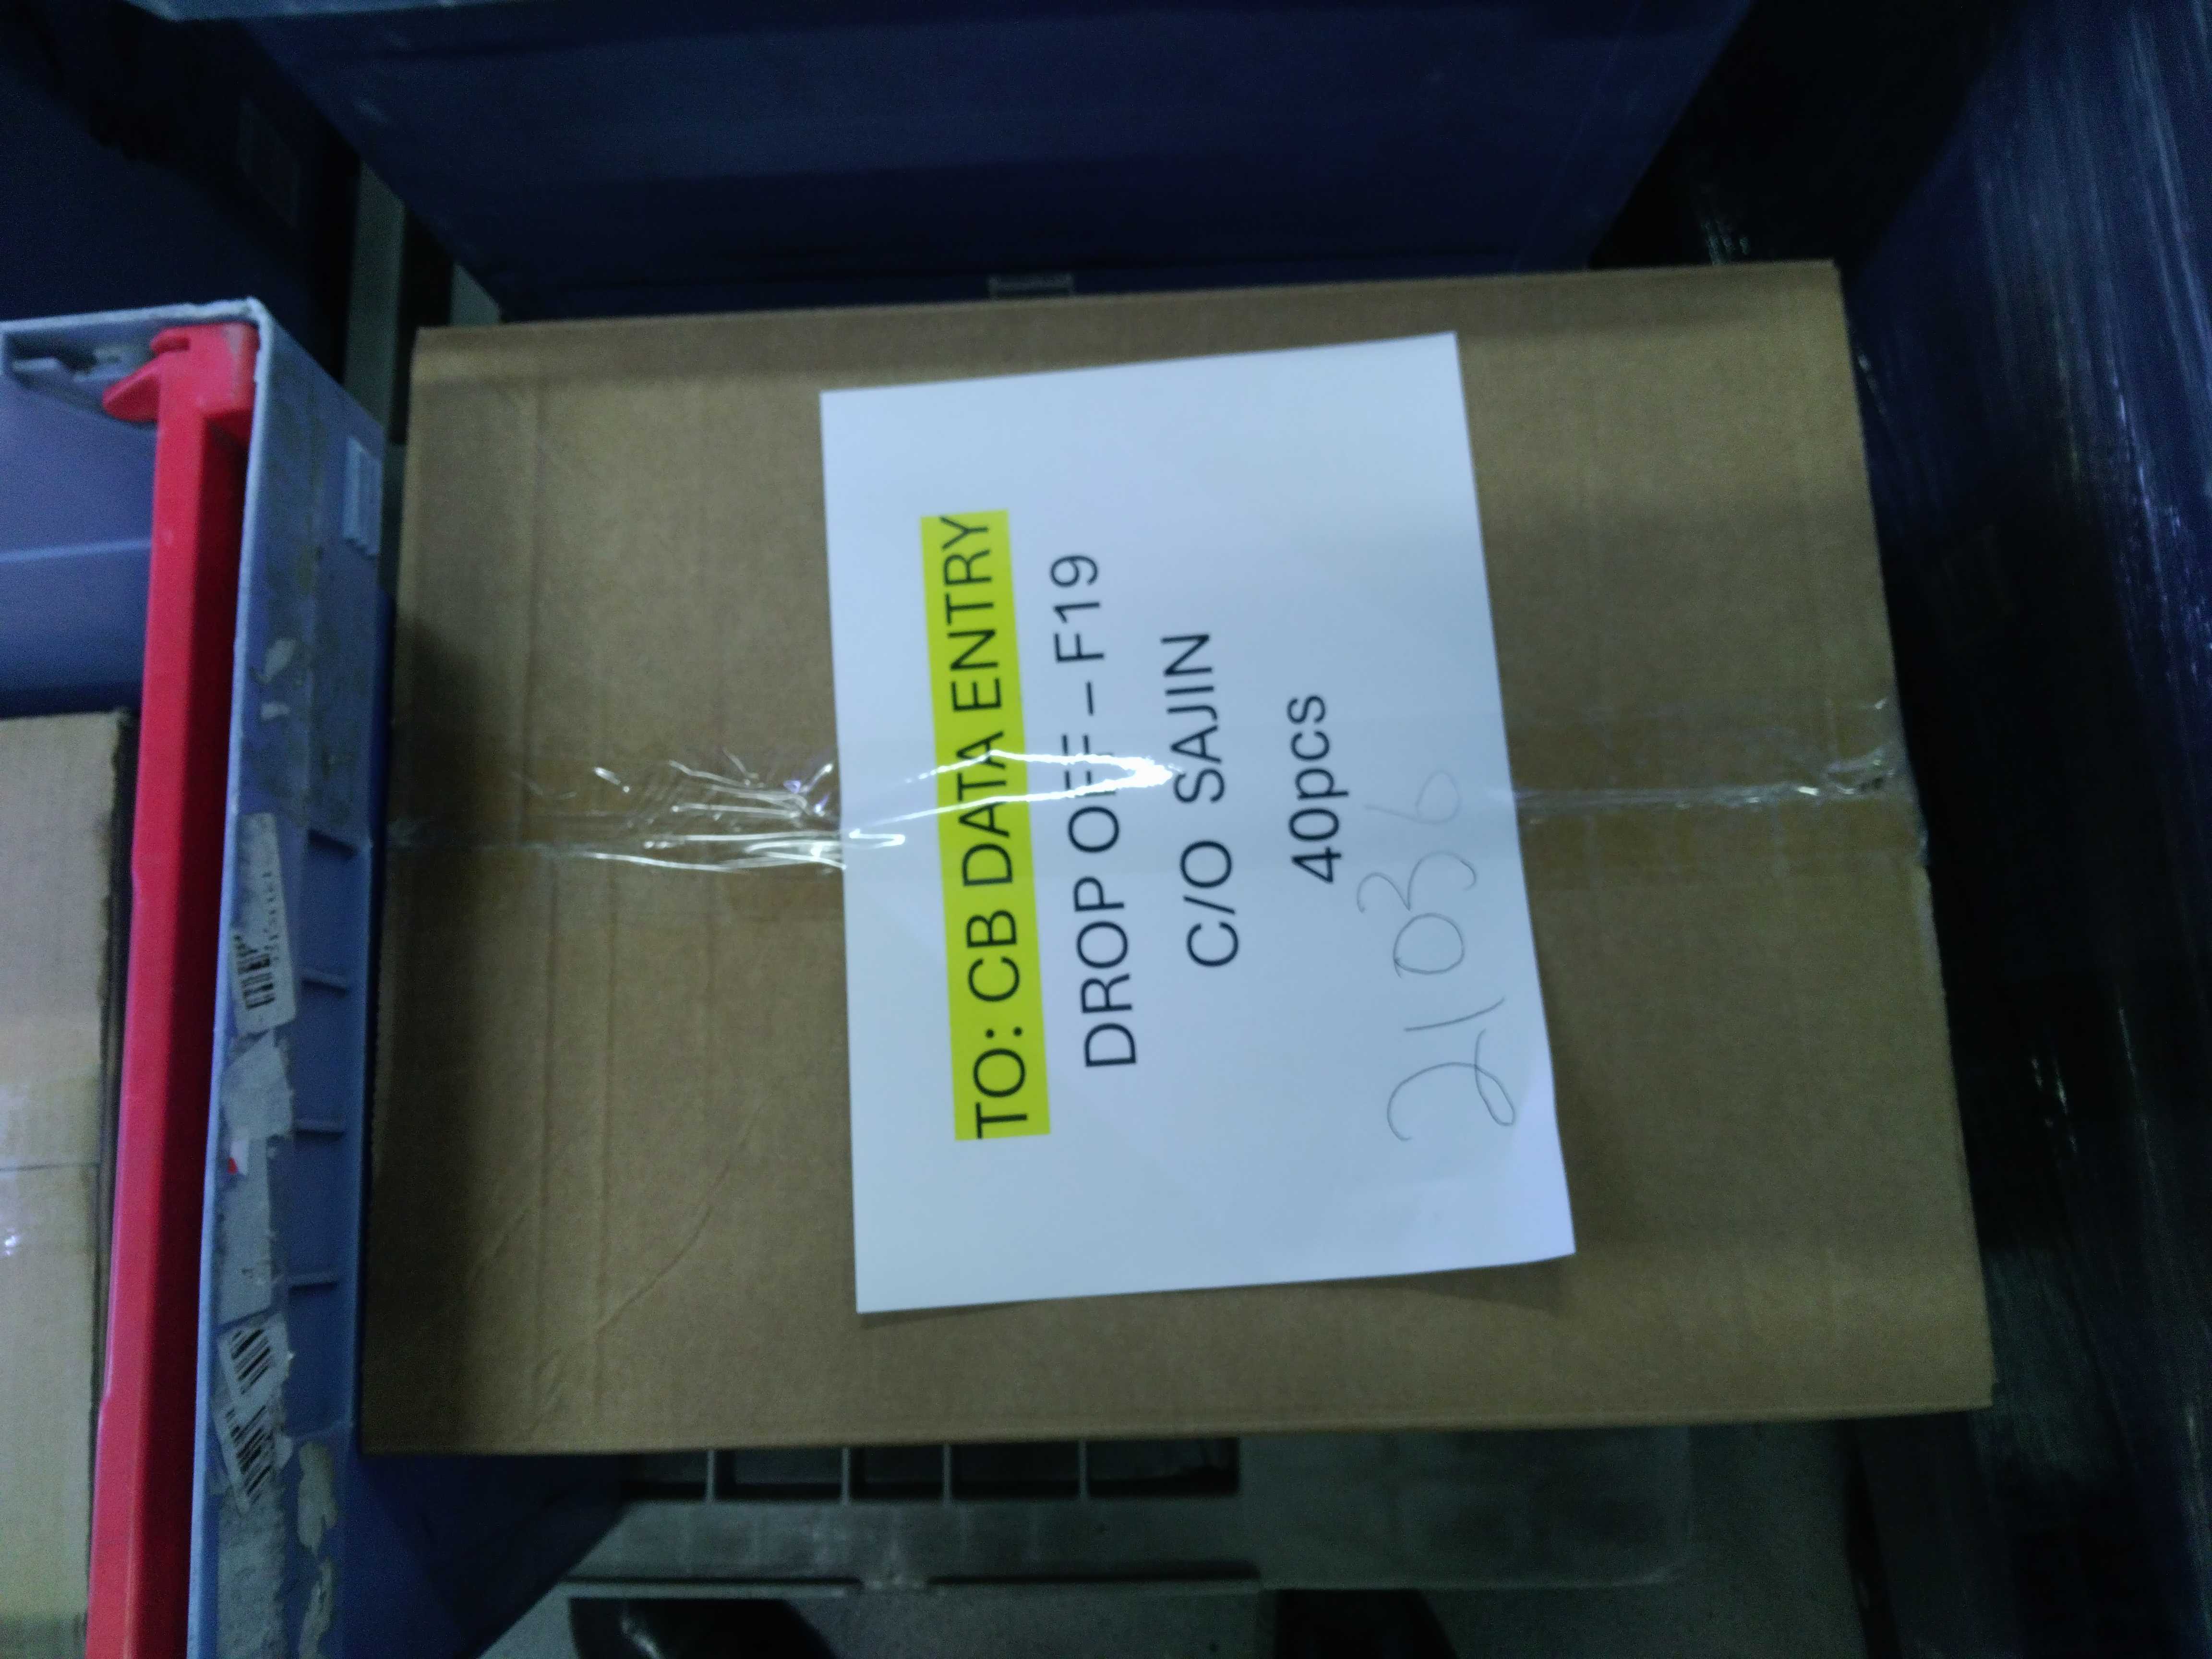 TO: CB DATA ENTRY
DROP OFF – F19
C/O SAJIN
40pcs
21036